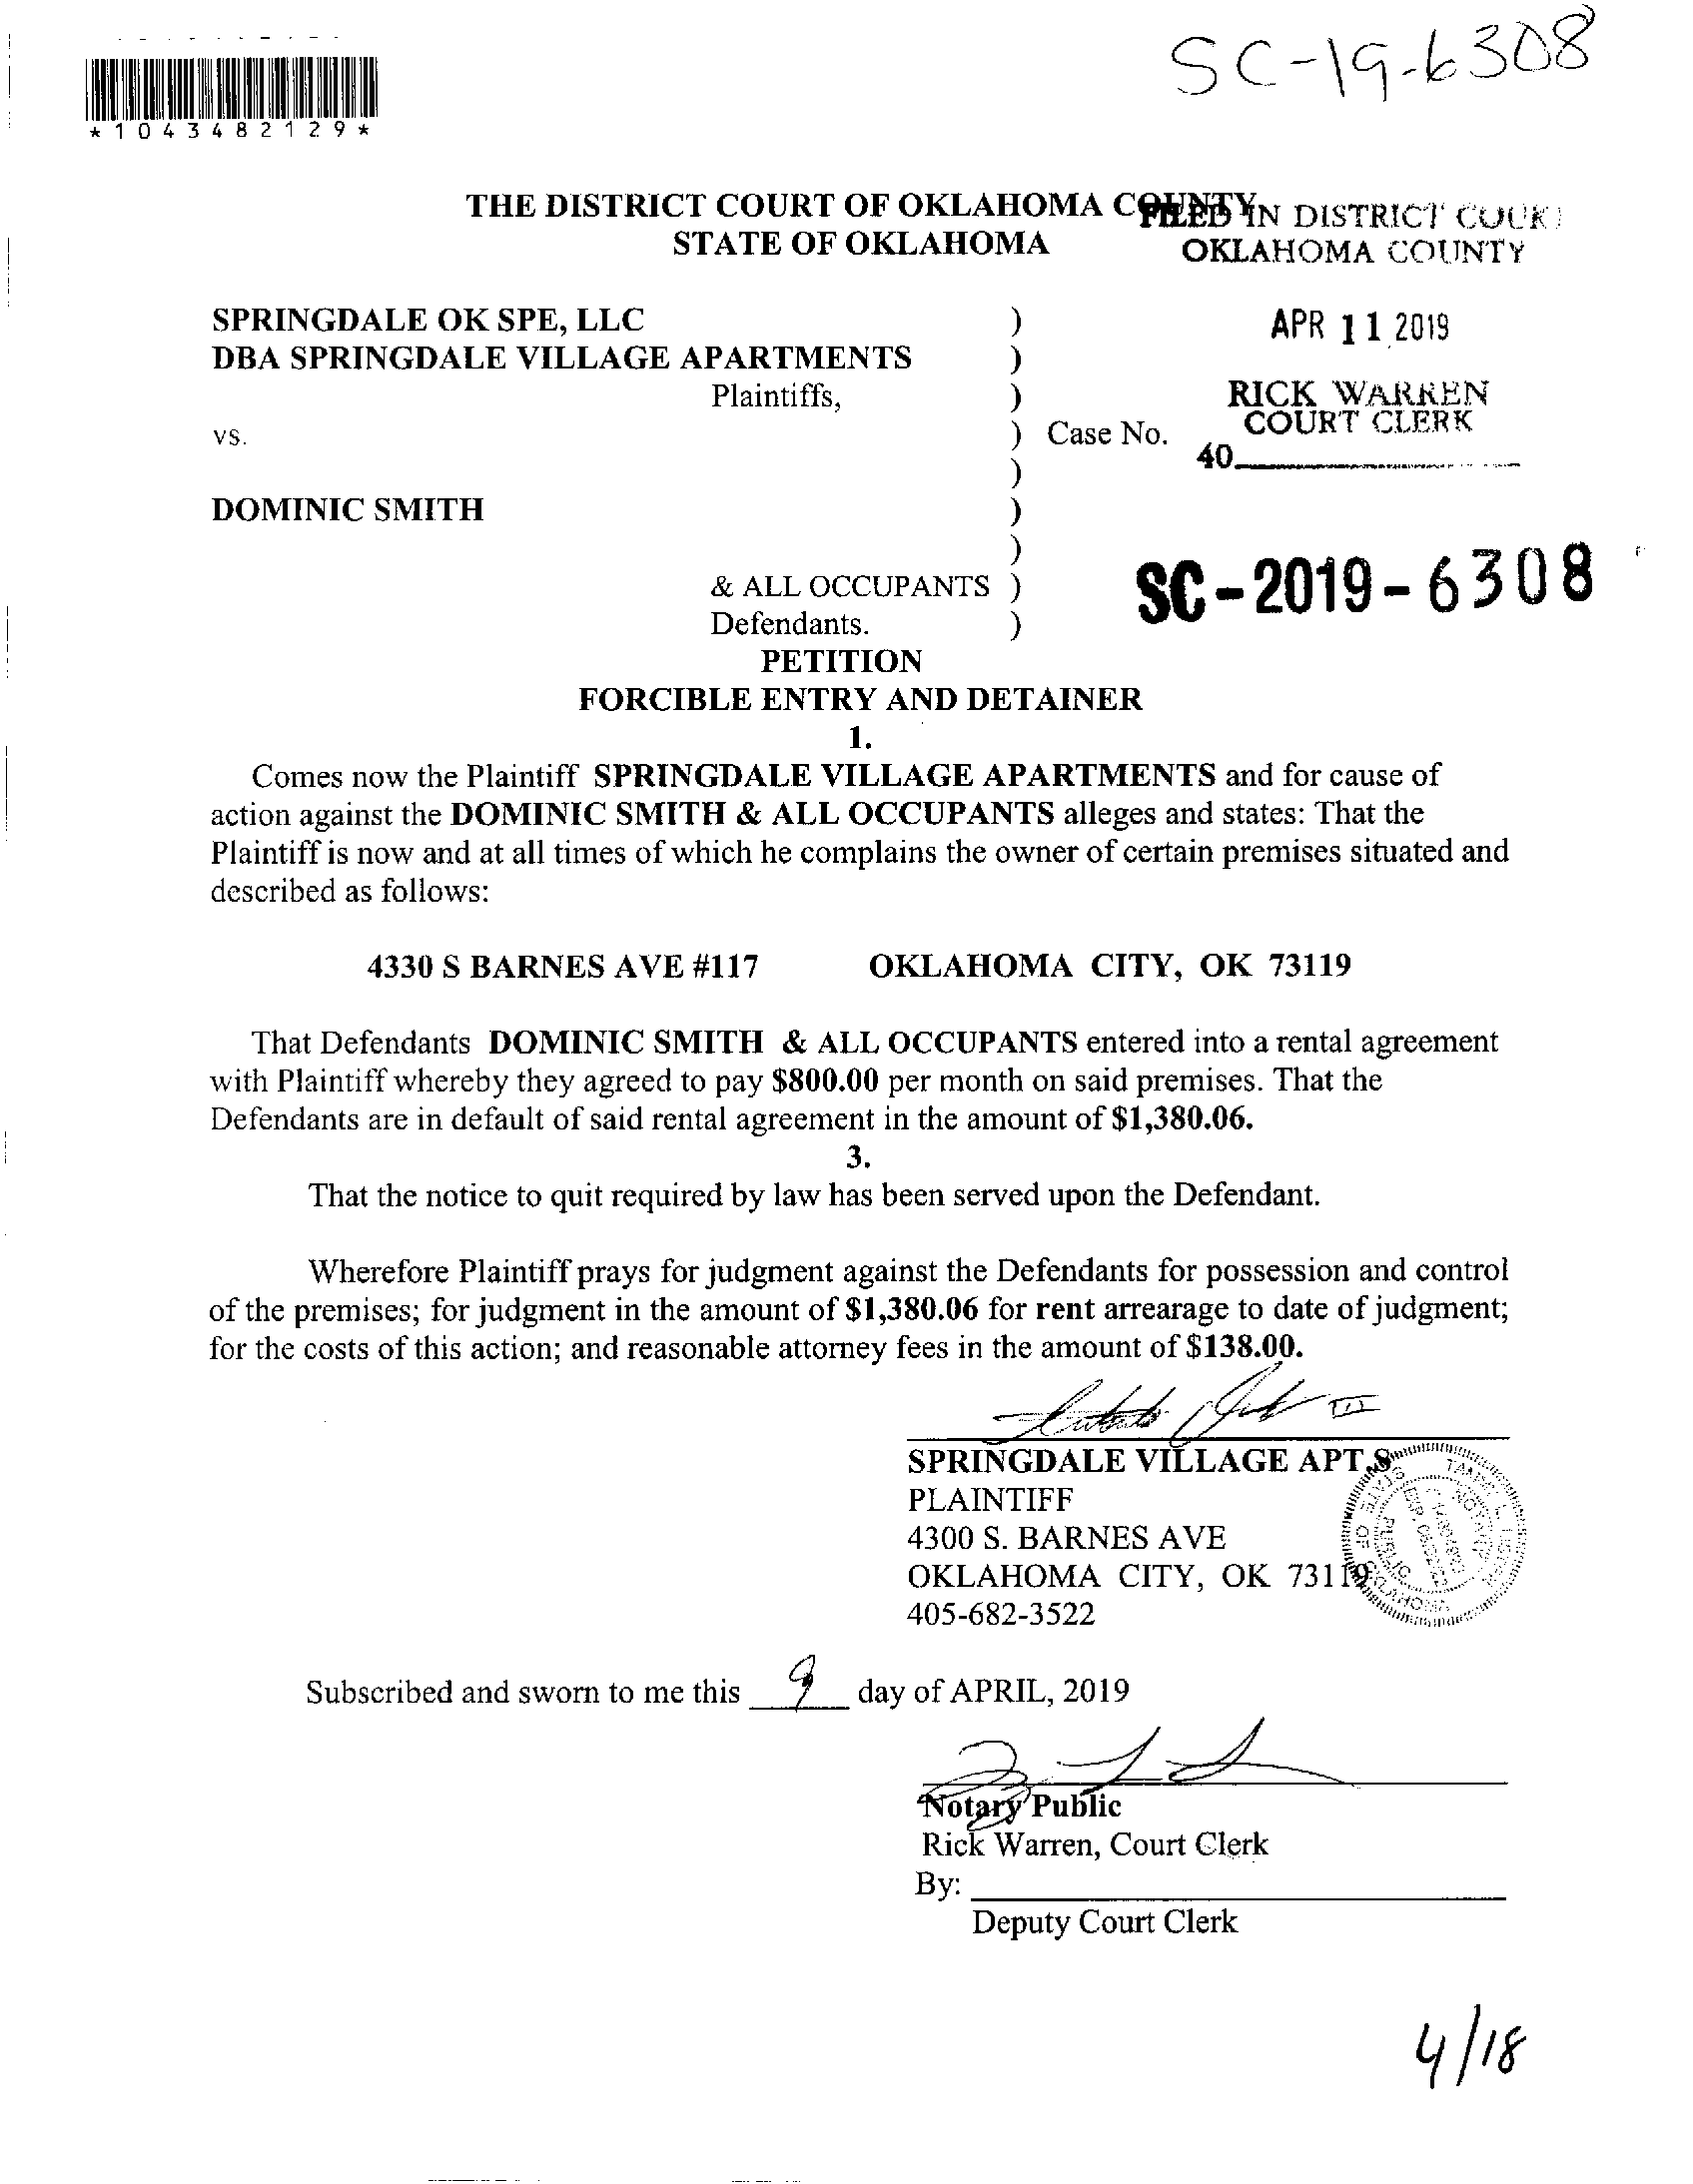 SC-19-6308
*1043482129*
THE DISTRICT COURT OF OKLAHOMA COUNTY
STATE OF OKLAHOMA
FILED IN DISTRICT COURT
OKLAHOMA COUNTY
SPRINGDALE OK SPE, LLC )
DBA SPRINGDALE VILLAGE APARTMENTS )
APR 11 2019
Plaintiffs, )
RICK WARREN
COURT CLERK
vs. ) Case No.
40
)
DOMINIC SMITH )
)
SC-2019-6308
& ALL OCCUPANTS )
Defendants. )
PETITION
FORCIBLE ENTRY AND DETAINER
1.
Comes now the Plaintiff SPRINGDALE VILLAGE APARTMENTS and for cause of
action against the DOMINIC SMITH & ALL OCCUPANTS alleges and states: That the
Plaintiff is now and at all times of which he complains the owner of certain premises situated and
described as follows:
4330 S BARNES AVE #117 OKLAHOMA CITY, OK 73119
That Defendants DOMINIC SMITH & ALL OCCUPANTS entered into a rental agreement
with Plaintiff whereby they agreed to pay $800.00 per month on said premises. That the
Defendants are in default of said rental agreement in the amount of $1,380.06.
3.
That the notice to quit required by law has been served upon the Defendant.
Wherefore Plaintiff prays for judgment against the Defendants for possession and control
of the premises; for judgment in the amount of $1,380.06 for rent arrearage to date of judgment;
for the costs of this action; and reasonable attorney fees in the amount of $138.00.
III
SPRINGDALE VILLAGE APT,S
PLAINTIFF
4300 S. BARNES AVE
OKLAHOMA CITY, OK 73119
405-682-3522
STATE OF OKLAHOMA
NOTARY PUBLIC
Subscribed and sworn to me this 9 day of APRIL, 2019
Notary Public
Rick Warren, Court Clerk
By:
Deputy Court Clerk
4/18